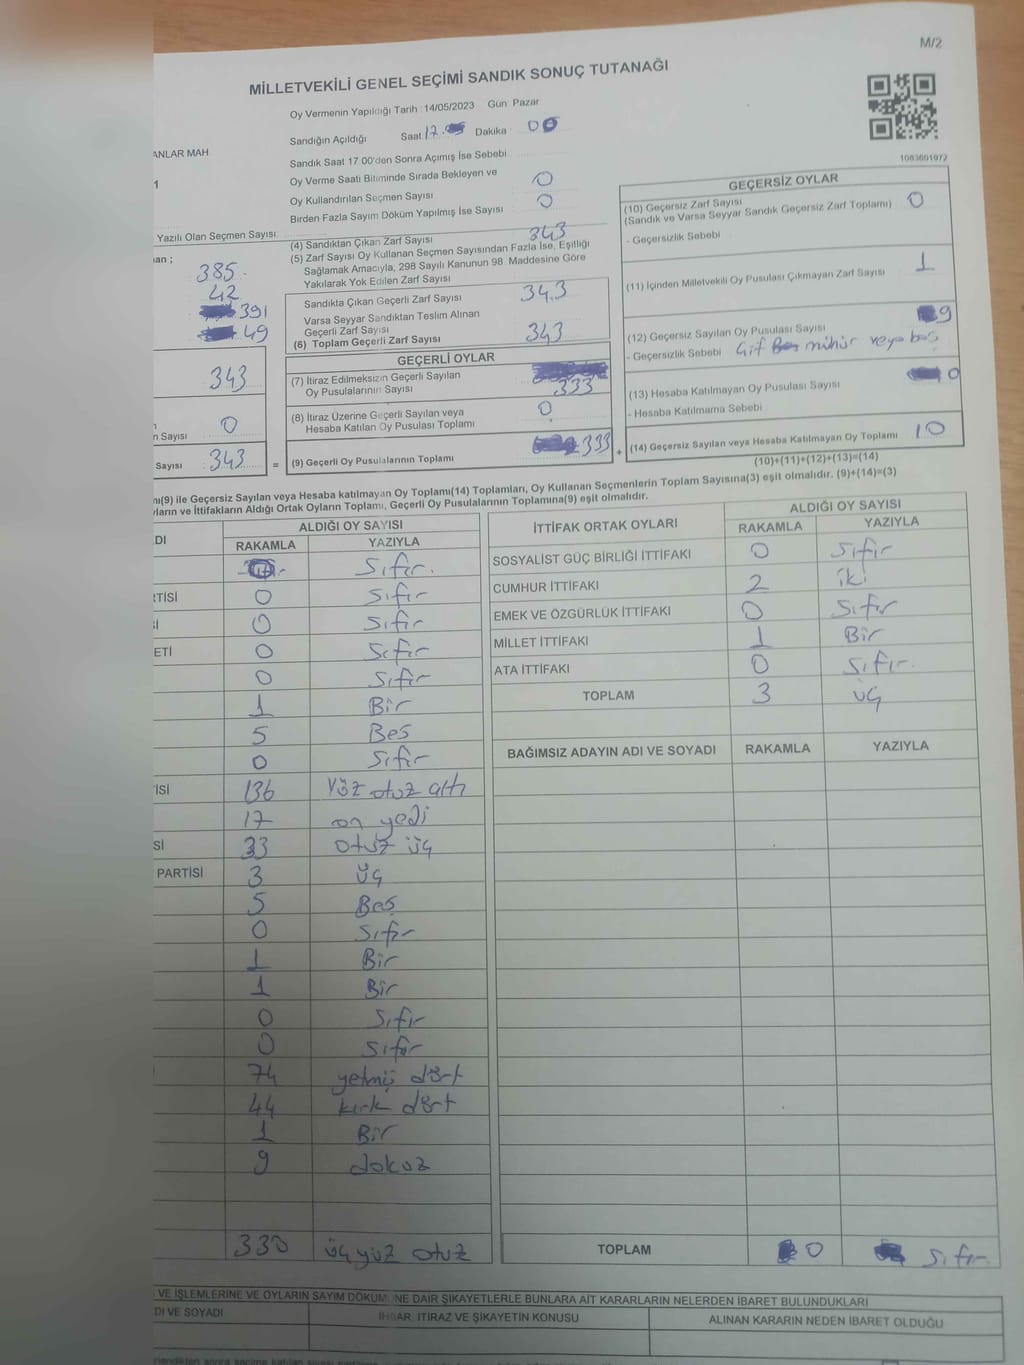 M/2
MİLLETVEKİLİ GENEL SEÇİMİ SANDIK SONUÇ TUTANAĞI
Oy Vermenin Yapıldığı Tarih : 14/05/2023 Gün Pazar
Sandığın Açıldığı Saat 17. Dakika 00
ANLAR MAH
Sandık Saat 17:00'den Sonra Açılmış İse Sebebi
1083601972
1
Oy Verme Saati Bitiminde Sırada Bekleyen ve
Oy Kullandırılan Seçmen Sayısı 0
Birden Fazla Sayım Döküm Yapılmış İse Sayısı 0
Yazılı Olan Seçmen Sayısı
an ;
385
42
391
49
343
0
n Sayısı
Sayısı 343
(4) Sandıktan Çıkan Zarf Sayısı 343
(5) Zarf Sayısı Oy Kullanan Seçmen Sayısından Fazla İse, Eşitliği
Sağlamak Amacıyla, 298 Sayılı Kanunun 98 Maddesine Göre
Yakılarak Yok Edilen Zarf Sayısı
Sandıkta Çıkan Geçerli Zarf Sayısı 343
Varsa Seyyar Sandıktan Teslim Alınan
Geçerli Zarf Sayısı
(6) Toplam Geçerli Zarf Sayısı 343
GEÇERLİ OYLAR
(7) İtiraz Edilmeksizin Geçerli Sayılan
Oy Pusulalarının Sayısı 333
(8) İtiraz Üzerine Geçerli Sayılan veya
Hesaba Katılan Oy Pusulası Toplamı 0
= (9) Geçerli Oy Pusulalarının Toplamı 333 +
GEÇERSİZ OYLAR
(10) Geçersiz Zarf Sayısı 0
(Sandık ve Varsa Seyyar Sandık Geçersiz Zarf Toplamı)
- Geçersizlik Sebebi
(11) İçinden Milletvekili Oy Pusulası Çıkmayan Zarf Sayısı 1
(12) Geçersiz Sayılan Oy Pusulası Sayısı 9
- Geçersizlik Sebebi Çift mühür veya boş
(13) Hesaba Katılmayan Oy Pusulası Sayısı 0
- Hesaba Katılmama Sebebi
(14) Geçersiz Sayılan veya Hesaba Katılmayan Oy Toplamı 10
(10)+(11)+(12)+(13)=(14)
ı(9) ile Geçersiz Sayılan veya Hesaba katılmayan Oy Toplamı(14) Toplamları, Oy Kullanan Seçmenlerin Toplam Sayısına(3) eşit olmalıdır. (9)+(14)=(3)
ların ve İttifakların Aldığı Ortak Oyların Toplamı, Geçerli Oy Pusulalarının Toplamına(9) eşit olmalıdır.
DI ALDIĞI OY SAYISI
RAKAMLA YAZIYLA
Sıfır.
RTİSİ 0 Sıfır
Sİ 0 Sıfır
ETİ 0 Sıfır
0 Sıfır
1 Bir
5 Beş
0 Sıfır
İSİ 136 Yüz otuz altı
17 on yedi
Sİ 33 otuz üç
PARTİSİ 3 üç
5 Beş
0 Sıfır
1 Bir
1 Bir
0 Sıfır
0 Sıfır
74 yetmiş dört
44 kırk dört
1 Bir
9 dokuz
330 üç yüz otuz
İTTİFAK ORTAK OYLARI ALDIĞI OY SAYISI
RAKAMLA YAZIYLA
SOSYALİST GÜÇ BİRLİĞİ İTTİFAKI 0 Sıfır
CUMHUR İTTİFAKI 2 iki
EMEK VE ÖZGÜRLÜK İTTİFAKI 0 Sıfır
MİLLET İTTİFAKI 1 Bir
ATA İTTİFAKI 0 Sıfır.
TOPLAM 3 üç
BAĞIMSIZ ADAYIN ADI VE SOYADI RAKAMLA YAZIYLA
TOPLAM 0 Sıfır.
VE İŞLEMLERİNE VE OYLARIN SAYIM DÖKÜMÜNE DAİR ŞİKAYETLERLE BUNLARA AİT KARARLARIN NELERDEN İBARET BULUNDUKLARI
DI VE SOYADI İHBAR, İTİRAZ VE ŞİKAYETİN KONUSU ALINAN KARARIN NEDEN İBARET OLDUĞU